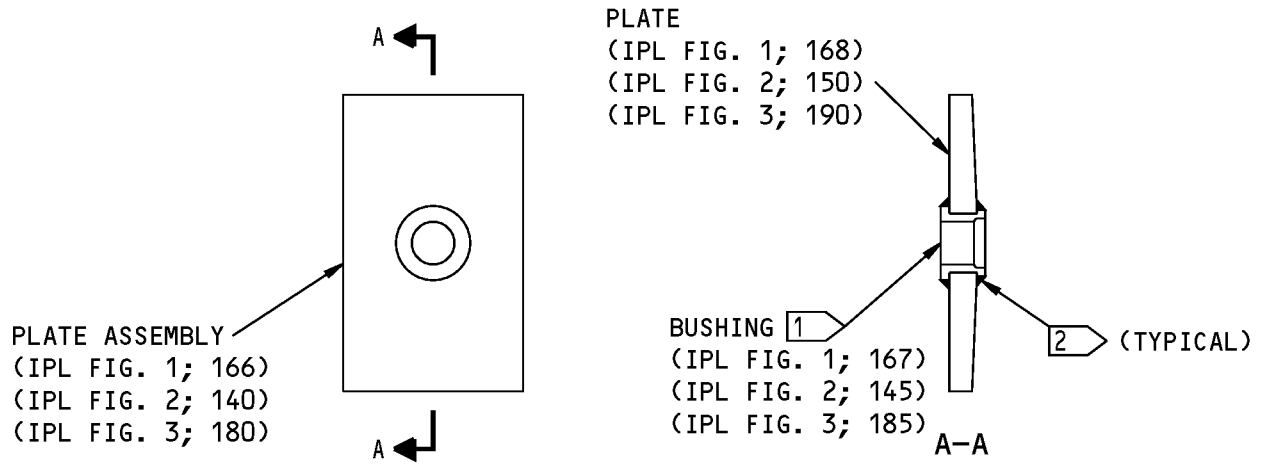 A
PLATE
(IPL FIG. 1; 168)
(IPL FIG. 2; 150)
(IPL FIG. 3; 190)
PLATE ASSEMBLY
(IPL FIG. 1; 166)
(IPL FIG. 2; 140)
(IPL FIG. 3; 180)
A
BUSHING 1
(IPL FIG. 1; 167)
(IPL FIG. 2; 145)
(IPL FIG. 3; 185)
2 (TYPICAL)
A-A